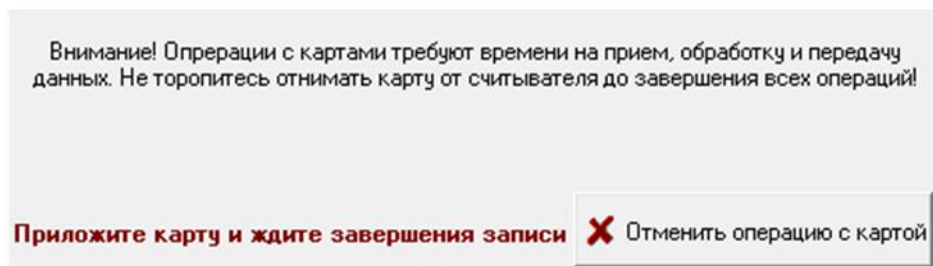 Внимание! Опрерации с картами требуют времени на прием, обработку и передачу
данных. Не торопитесь отнимать карту от считывателя до завершения всех операций!
Приложите карту и ждите завершения записи
Отменить операцию с картой